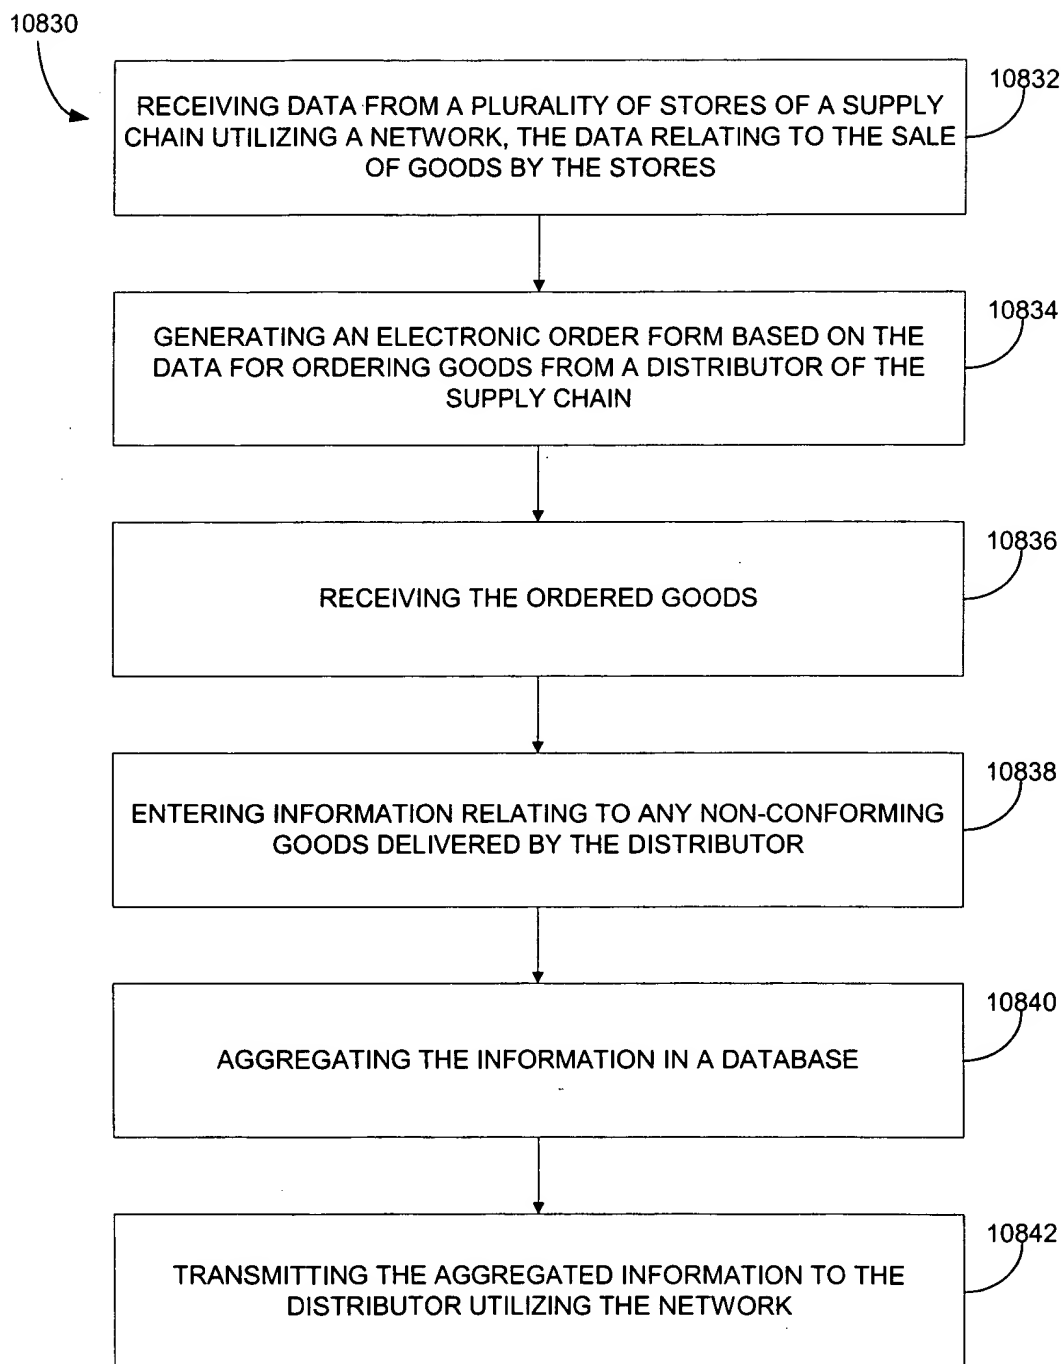 10830
10832
RECEIVING DATA FROM A PLURALITY OF STORES OF A SUPPLY
CHAIN UTILIZING A NETWORK, THE DATA RELATING TO THE SALE
OF GOODS BY THE STORES
10834
GENERATING AN ELECTRONIC ORDER FORM BASED ON THE
DATA FOR ORDERING GOODS FROM A DISTRIBUTOR OF THE
SUPPLY CHAIN
10836
RECEIVING THE ORDERED GOODS
10838
ENTERING INFORMATION RELATING TO ANY NON-CONFORMING
GOODS DELIVERED BY THE DISTRIBUTOR
10840
AGGREGATING THE INFORMATION IN A DATABASE
10842
TRANSMITTING THE AGGREGATED INFORMATION TO THE
DISTRIBUTOR UTILIZING THE NETWORK